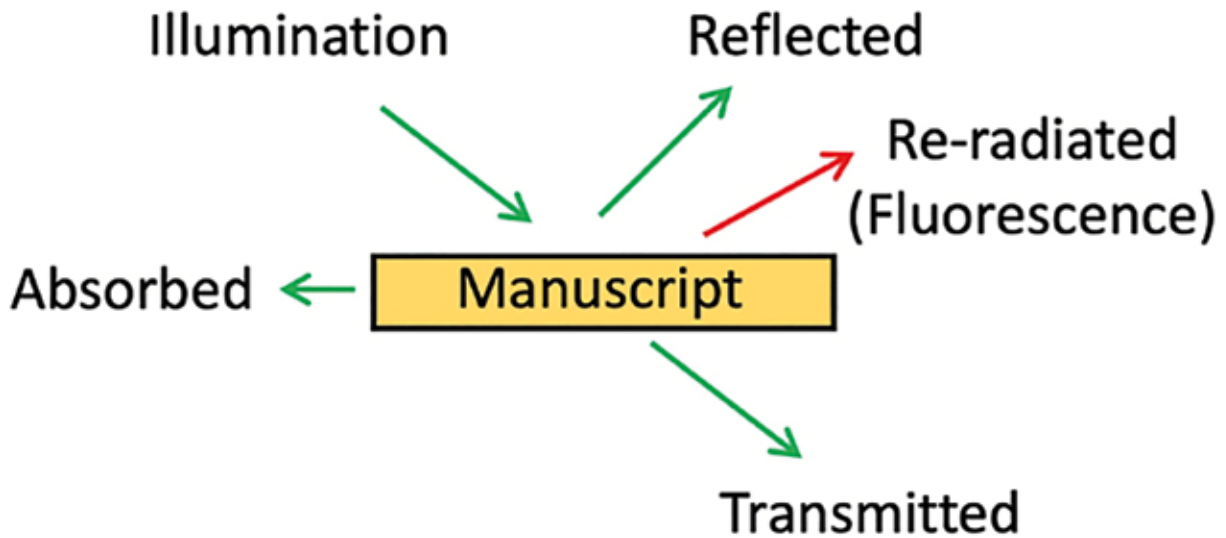 Illumination
Reflected
Re-radiated
(Fluorescence)
Absorbed
Manuscript
Transmitted